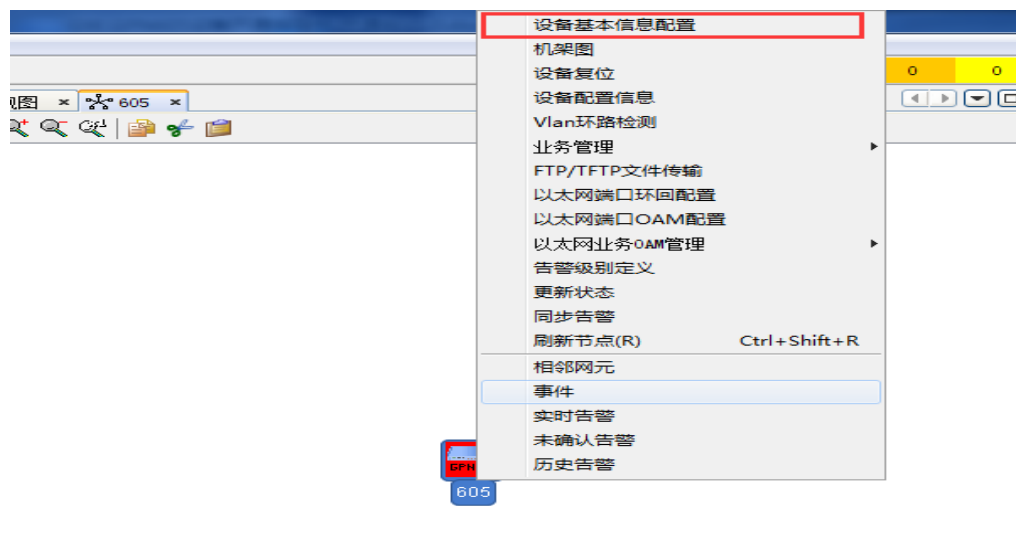 设备基本信息配置
机架图
设备复位
0 0
设备配置信息
图 × 605 ×
Vlan环路检测
业务管理
FTP/TFTP文件传输
以太网端口环回配置
以太网端口OAM配置
以太网业务OAM管理
告警级别定义
更新状态
同步告警
刷新节点(R) Ctrl+Shift+R
相邻网元
事件
实时告警
未确认告警
历史告警
605